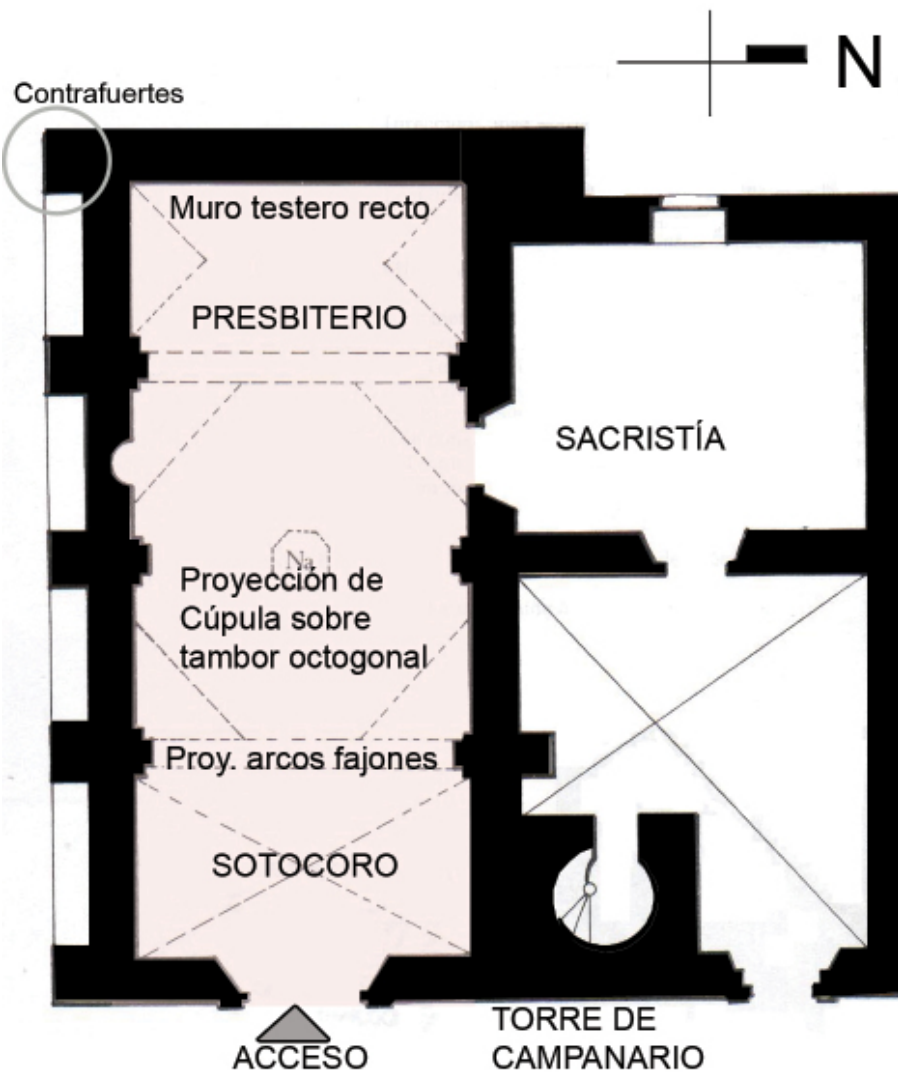 N
Contrafuertes
Muro testero recto
PRESBITERIO
SACRISTÍA
Na
Proyección de
Cúpula sobre
tambor octogonal
Proy. arcos fajones
SOTOCORO
ACCESO
TORRE DE
CAMPANARIO